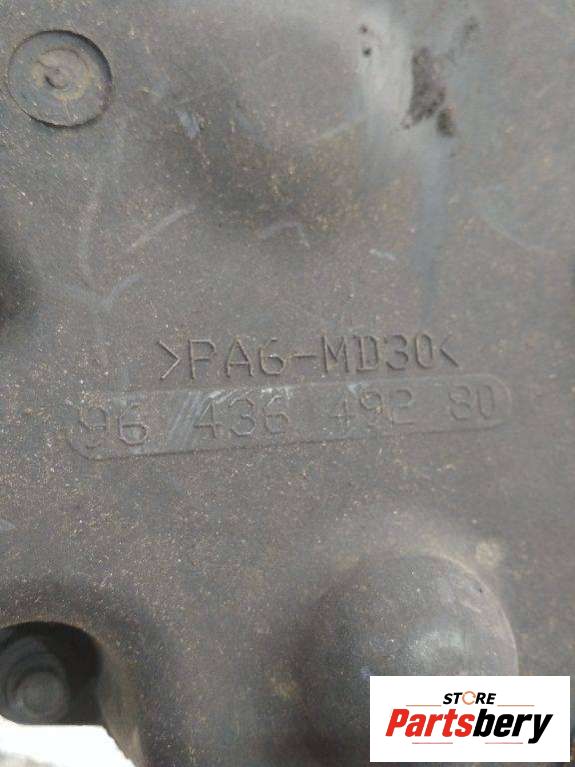 >PA6-MD30<
96 436 492 80
STORE
Partsbery